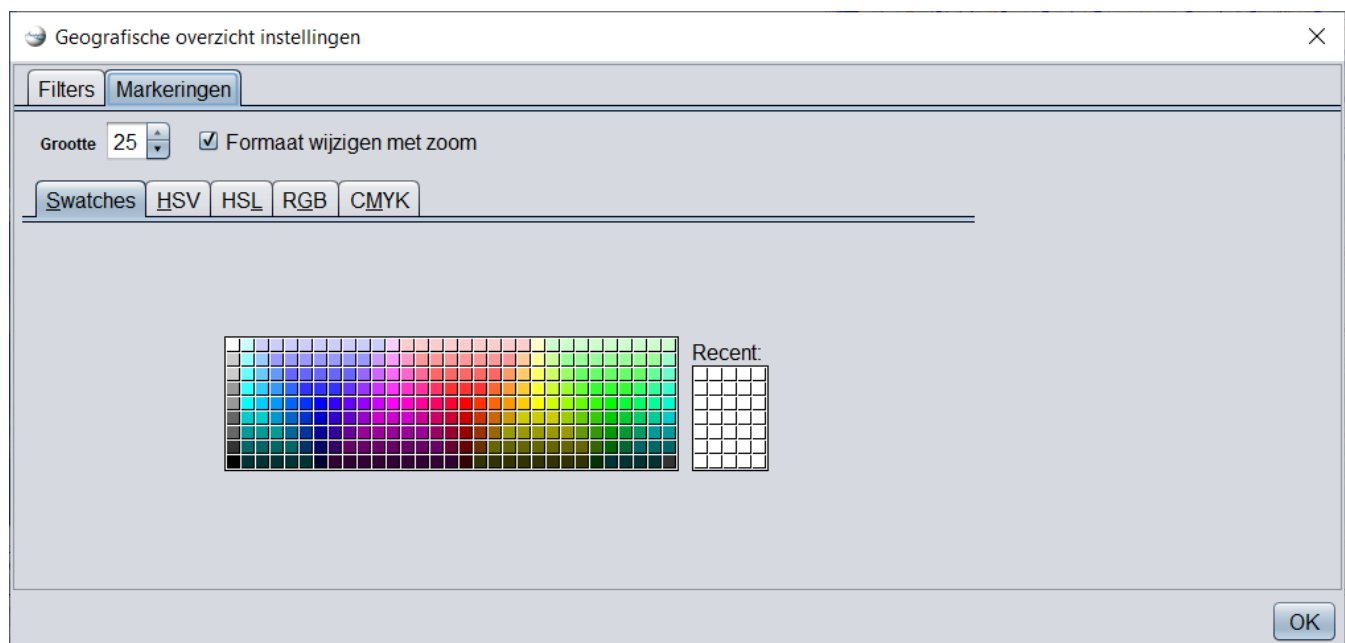 Geografische overzicht instellingen
Filters Markeringen
Grootte 25 Formaat wijzigen met zoom
Swatches HSV HSL RGB CMYK
Recent:
OK